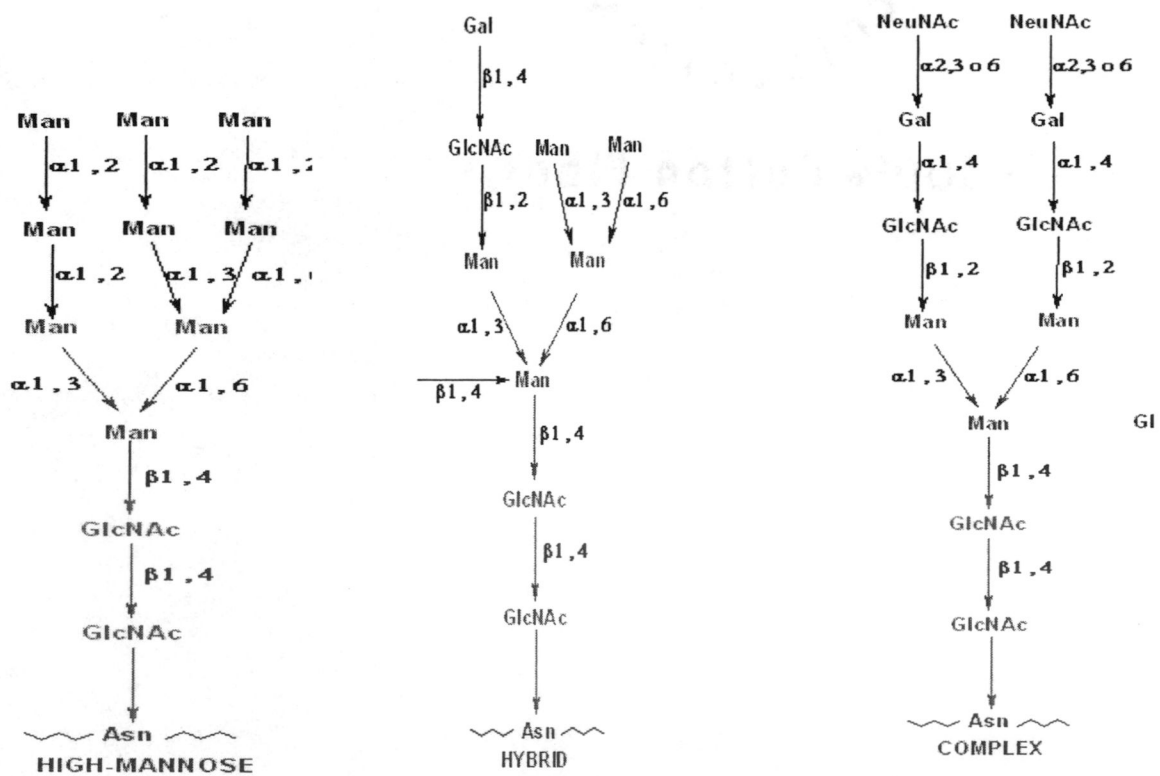 Man Man Man
α1,2 α1,2 α1,2
Man Man Man
α1,2 α1,3 α1,
Man Man
α1,3 α1,6
Man
β1,4
GlcNAc
β1,4
GlcNAc
Asn
HIGH-MANNOSE
Gal
β1,4
GlcNAc Man Man
β1,2 α1,3 α1,6
Man Man
α1,3 α1,6
Man
β1,4
β1,4
GlcNAc
β1,4
GlcNAc
Asn
HYBRID
NeuNAc NeuNAc
α2,3 o 6 α2,3 o 6
Gal Gal
α1,4 α1,4
GlcNAc GlcNAc
β1,2 β1,2
Man Man
α1,3 α1,6
Man
Gl
β1,4
GlcNAc
β1,4
GlcNAc
Asn
COMPLEX